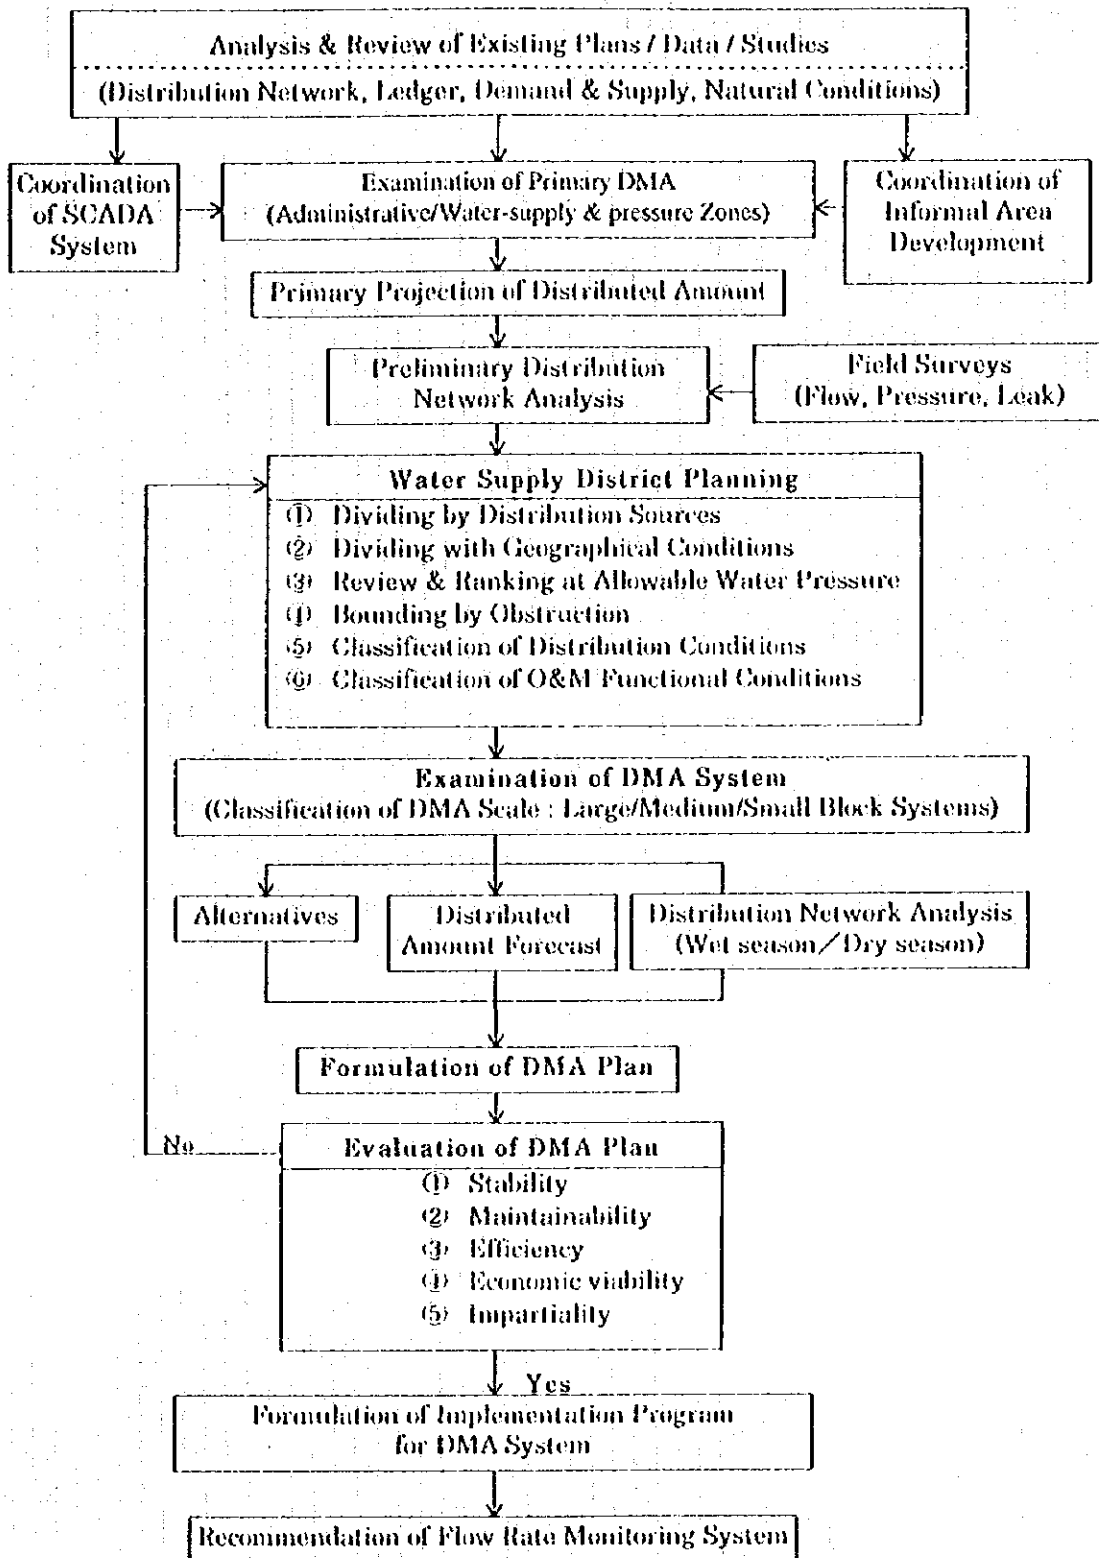 Analysis & Review of Existing Plans / Data / Studies
(Distribution Network, Ledger, Demand & Supply, Natural Conditions)
Coordination
of SCADA
System
Examination of Primary DMA
(Administrative/Water-supply & pressure Zones)
Coordination of
Informal Area
Development
Primary Projection of Distributed Amount
Preliminary Distribution
Network Analysis
Field Surveys
(Flow, Pressure, Leak)
Water Supply District Planning
① Dividing by Distribution Sources
② Dividing with Geographical Conditions
③ Review & Ranking at Allowable Water Pressure
④ Bounding by Obstruction
⑤ Classification of Distribution Conditions
⑥ Classification of O&M Functional Conditions
Examination of DMA System
(Classification of DMA Scale : Large/Medium/Small Block Systems)
Alternatives
Distributed
Amount Forecast
Distribution Network Analysis
(Wet season／Dry season)
Formulation of DMA Plan
No
Evaluation of DMA Plan
① Stability
② Maintainability
③ Efficiency
④ Economic viability
⑤ Impartiality
Yes
Formulation of Implementation Program
for DMA System
Recommendation of Flow Rate Monitoring System